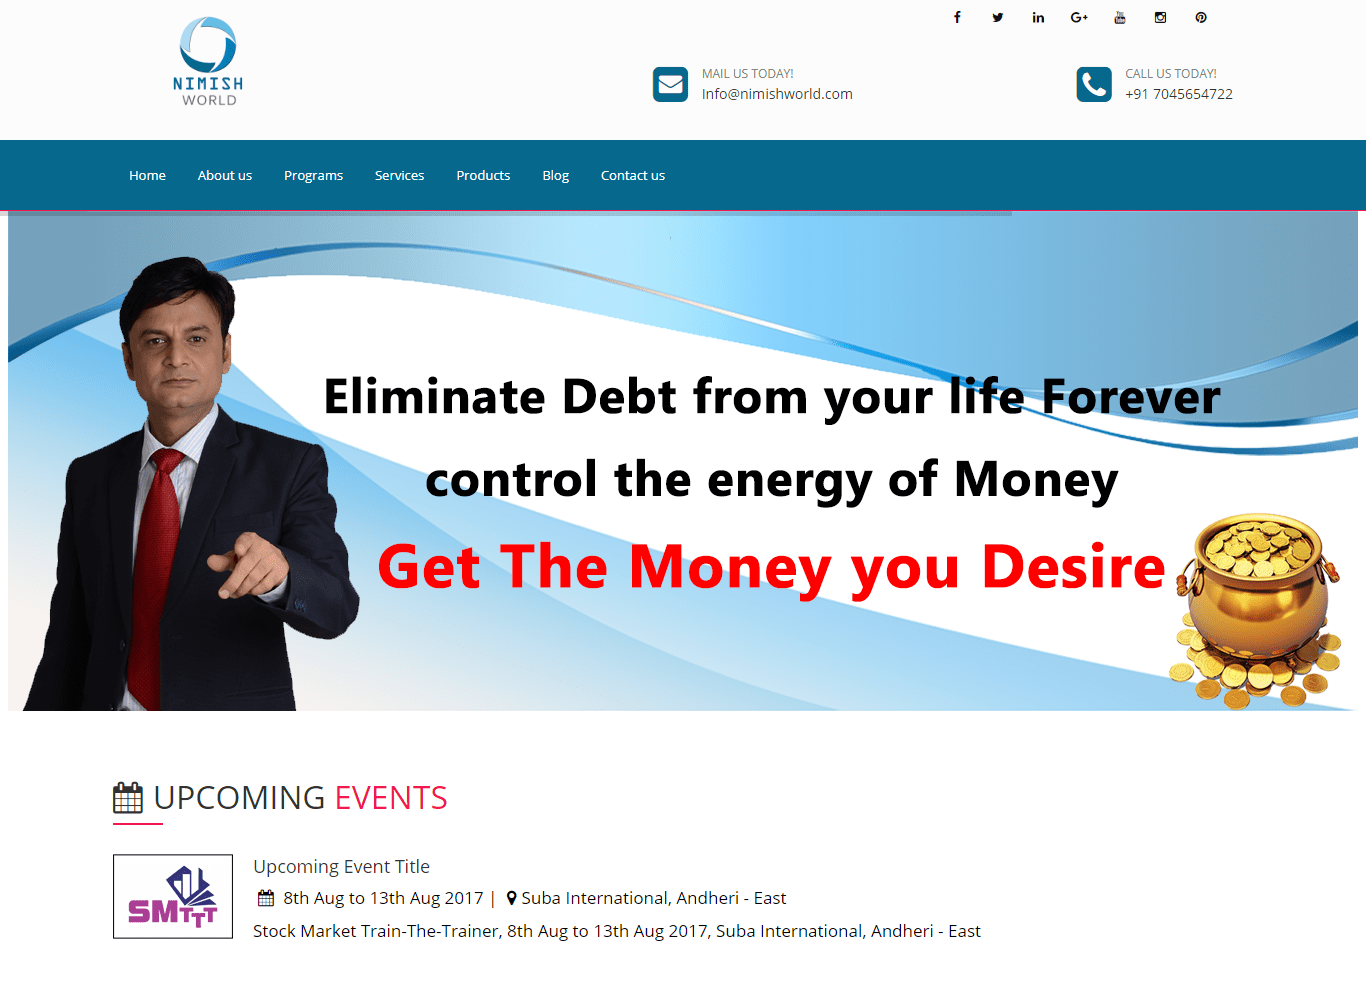 NIMISH
WORLD
MAIL US TODAY!
Info@nimishworld.com
CALL US TODAY!
+91 7045654722
Home
About us
Programs
Services
Products
Blog
Contact us
Eliminate Debt from your life Forever
control the energy of Money
Get The Money you Desire
UPCOMING EVENTS
SMTTT
Upcoming Event Title
8th Aug to 13th Aug 2017 | Suba International, Andheri - East
Stock Market Train-The-Trainer, 8th Aug to 13th Aug 2017, Suba International, Andheri - East